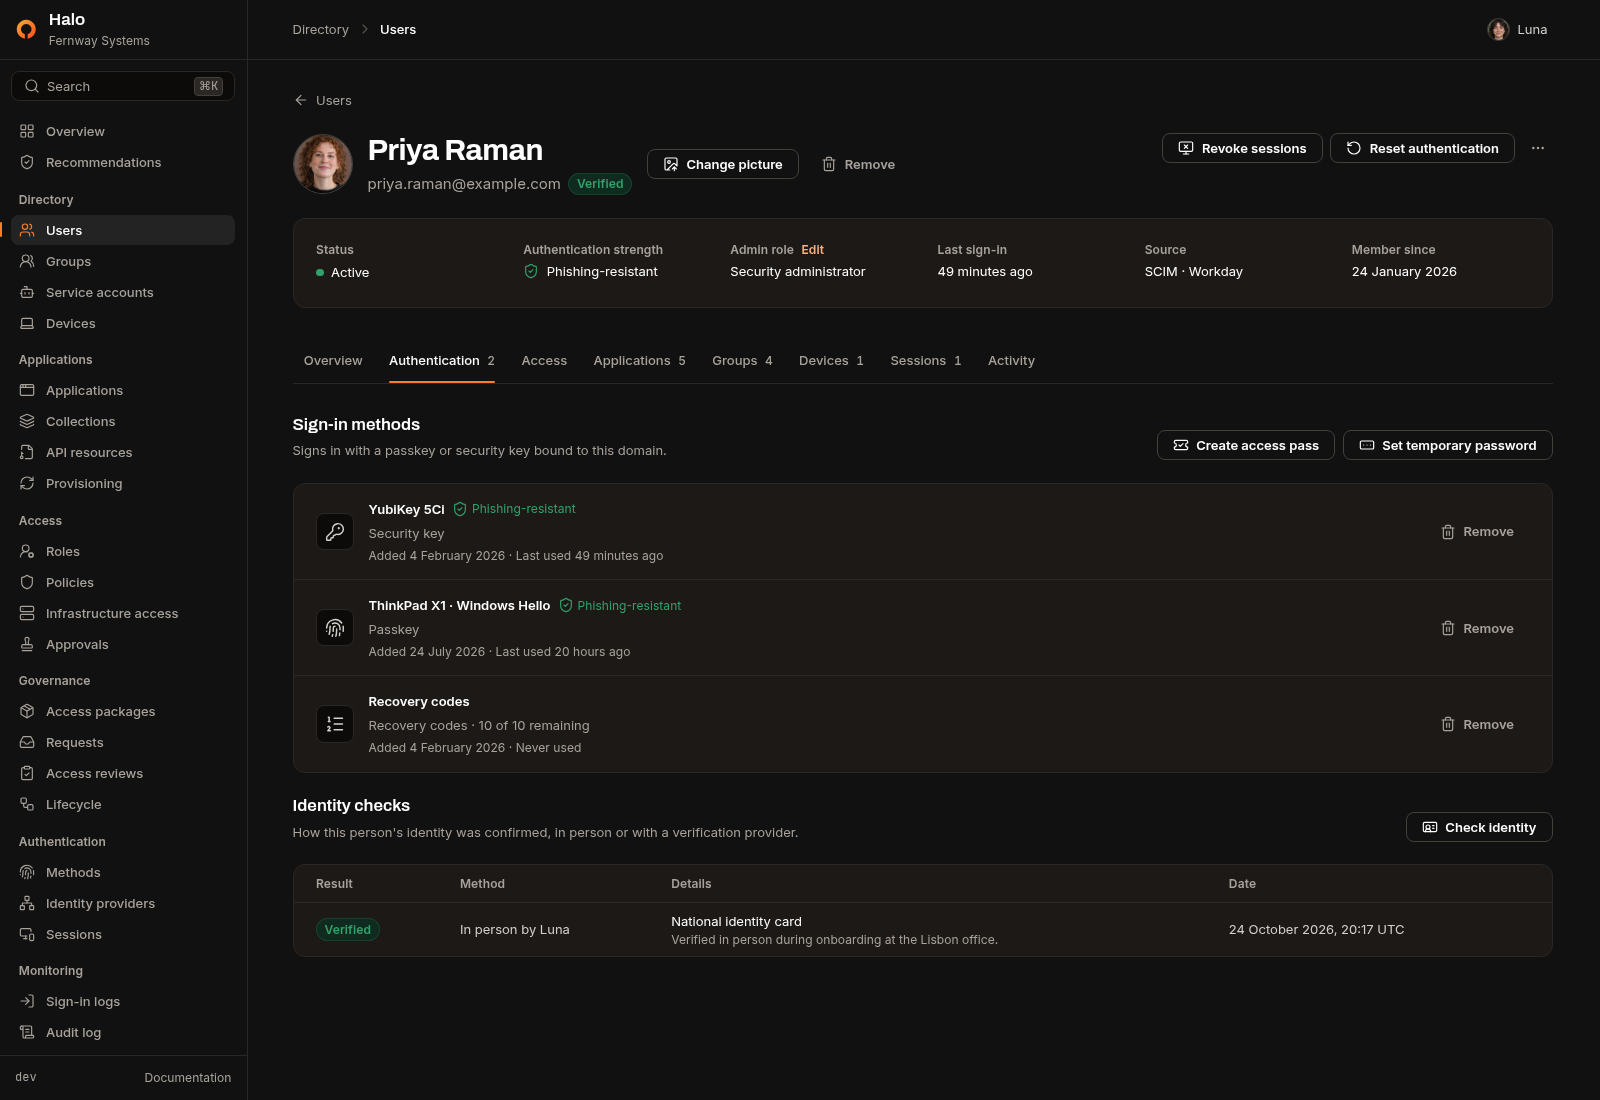 Halo
Fernway Systems
Search ⌘K
Overview
Recommendations
Directory
Users
Groups
Service accounts
Devices
Applications
Applications
Collections
API resources
Provisioning
Access
Roles
Policies
Infrastructure access
Approvals
Governance
Access packages
Requests
Access reviews
Lifecycle
Authentication
Methods
Identity providers
Sessions
Monitoring
Sign-in logs
Audit log
dev Documentation
Directory Users
Luna
Users
Priya Raman
priya.raman@example.com Verified
Change picture Remove
Revoke sessions Reset authentication
Status Authentication strength Admin role Edit Last sign-in Source Member since
Active Phishing-resistant Security administrator 49 minutes ago SCIM · Workday 24 January 2026
Overview Authentication 2 Access Applications 5 Groups 4 Devices 1 Sessions 1 Activity
Sign-in methods
Signs in with a passkey or security key bound to this domain.
Create access pass Set temporary password
YubiKey 5Ci Phishing-resistant
Security key
Added 4 February 2026 · Last used 49 minutes ago
Remove
ThinkPad X1 · Windows Hello Phishing-resistant
Passkey
Added 24 July 2026 · Last used 20 hours ago
Remove
Recovery codes
Recovery codes · 10 of 10 remaining
Added 4 February 2026 · Never used
Remove
Identity checks
How this person's identity was confirmed, in person or with a verification provider.
Check identity
Result Method Details Date
Verified In person by Luna National identity card 24 October 2026, 20:17 UTC
Verified in person during onboarding at the Lisbon office.